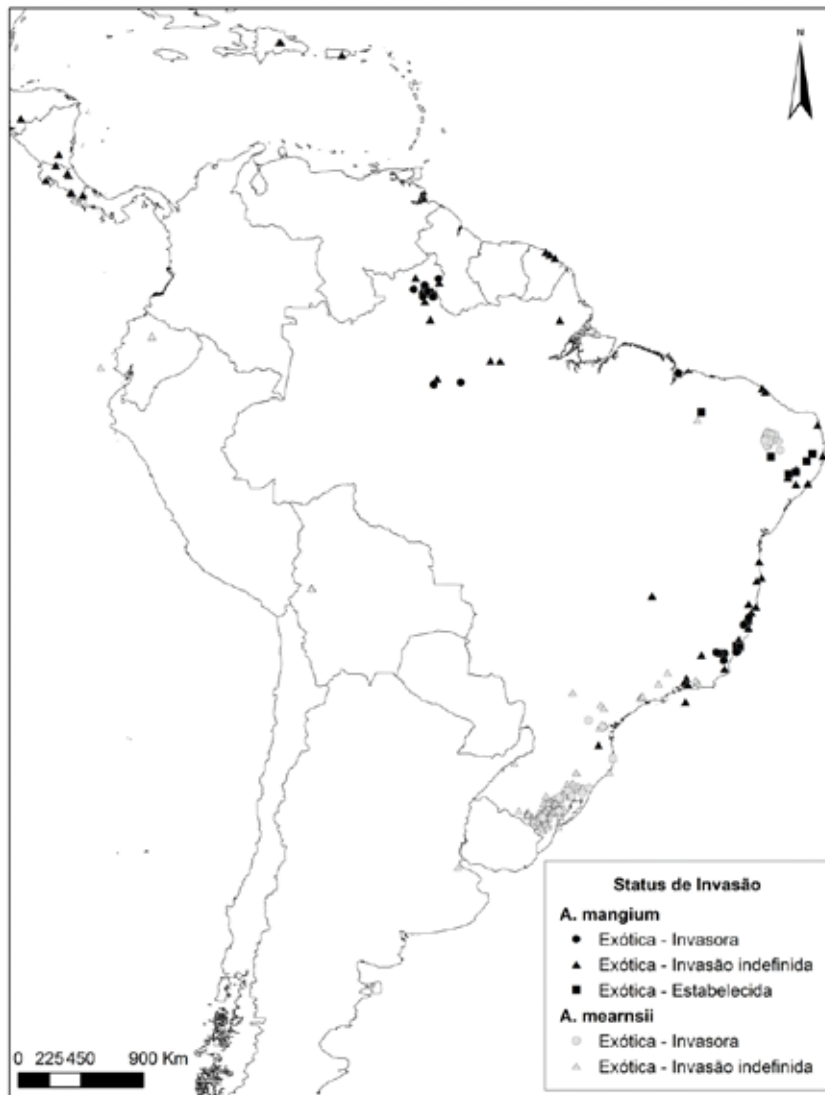 N
Status de Invasão
A. mangium
Exótica - Invasora
Exótica - Invasão indefinida
Exótica - Estabelecida
A. mearnsii
Exótica - Invasora
Exótica - Invasão indefinida
0 225 450 900 Km